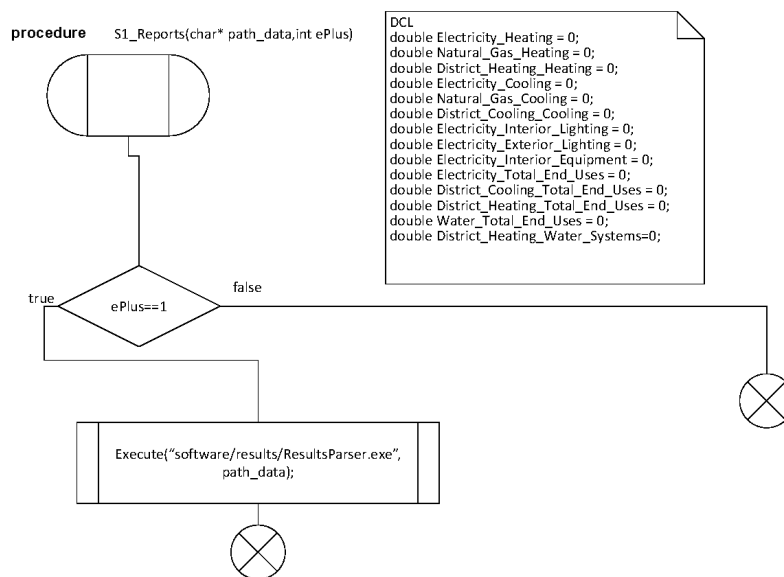 procedure S1_Reports(char* path_data,int ePlus)
DCL
double Electricity_Heating = 0;
double Natural_Gas_Heating = 0;
double District_Heating_Heating = 0;
double Electricity_Cooling = 0;
double Natural_Gas_Cooling = 0;
double District_Cooling_Cooling = 0;
double Electricity_Interior_Lighting = 0;
double Electricity_Exterior_Lighting = 0;
double Electricity_Interior_Equipment = 0;
double Electricity_Total_End_Uses = 0;
double District_Cooling_Total_End_Uses = 0;
double District_Heating_Total_End_Uses = 0;
double Water_Total_End_Uses = 0;
double District_Heating_Water_Systems=0;
true
false
ePlus==1
Execute(“software/results/ResultsParser.exe”,
path_data);